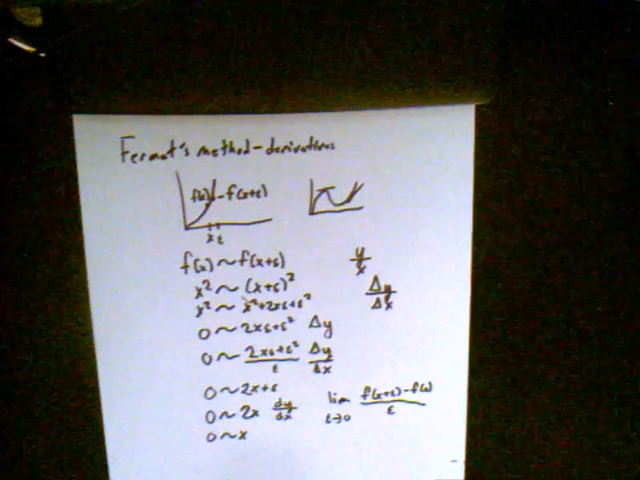 Fermat's method - derivatives
f(x) - f(x+ε)
x ε
f(x) ~ f(x+ε)
y/x
x² ~ (x+ε)²
Δy/Δx
x² ~ x²+2xε+ε²
0 ~ 2xε+ε² Δy
0 ~ (2xε+ε²)/ε Δy/Δx
0 ~ 2x+ε
0 ~ 2x dy/dx
lim ε→0 (f(x+ε)-f(x))/ε
0 ~ x